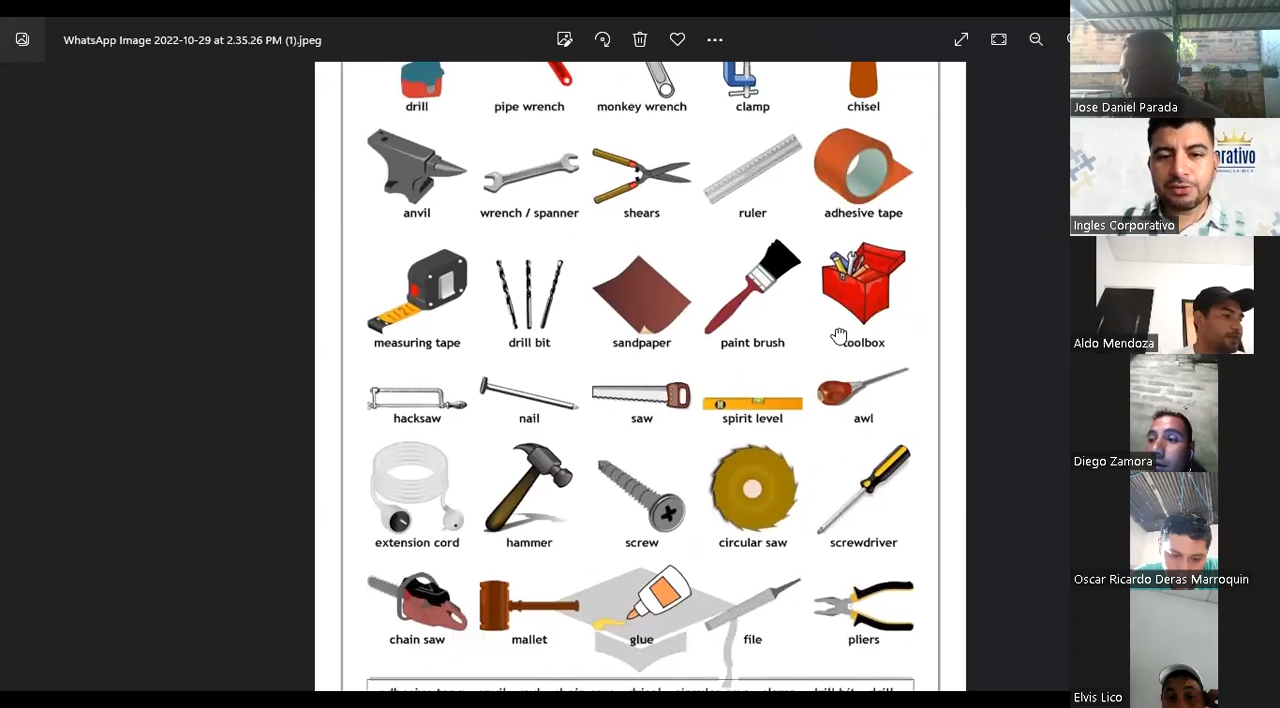 WhatsApp Image 2022-10-29 at 2.35.26 PM (1).jpeg
drill pipe wrench monkey wrench clamp chisel
anvil wrench / spanner shears ruler adhesive tape
measuring tape drill bit sandpaper paint brush toolbox
hacksaw nail saw spirit level awl
extension cord hammer screw circular saw screwdriver
chain saw mallet glue file pliers
Jose Daniel Parada
orativo
Ingles Corporativo
Aldo Mendoza
Diego Zamora
Oscar Ricardo Deras Marroquin
Elvis Lico